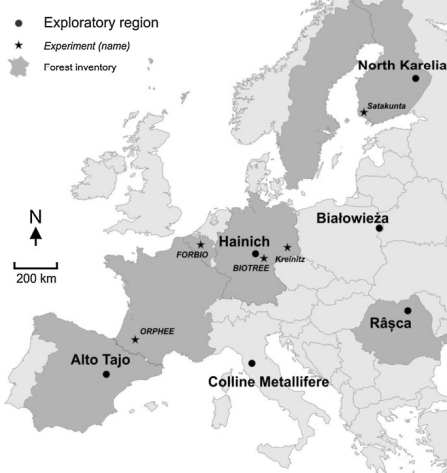 Exploratory region
Experiment (name)
Forest inventory
North Karelia
Satakunta
N
200 km
Białowieża
Hainich
FORBIO
BIOTREE
Kreinitz
Râșca
ORPHEE
Alto Tajo
Colline Metallifere